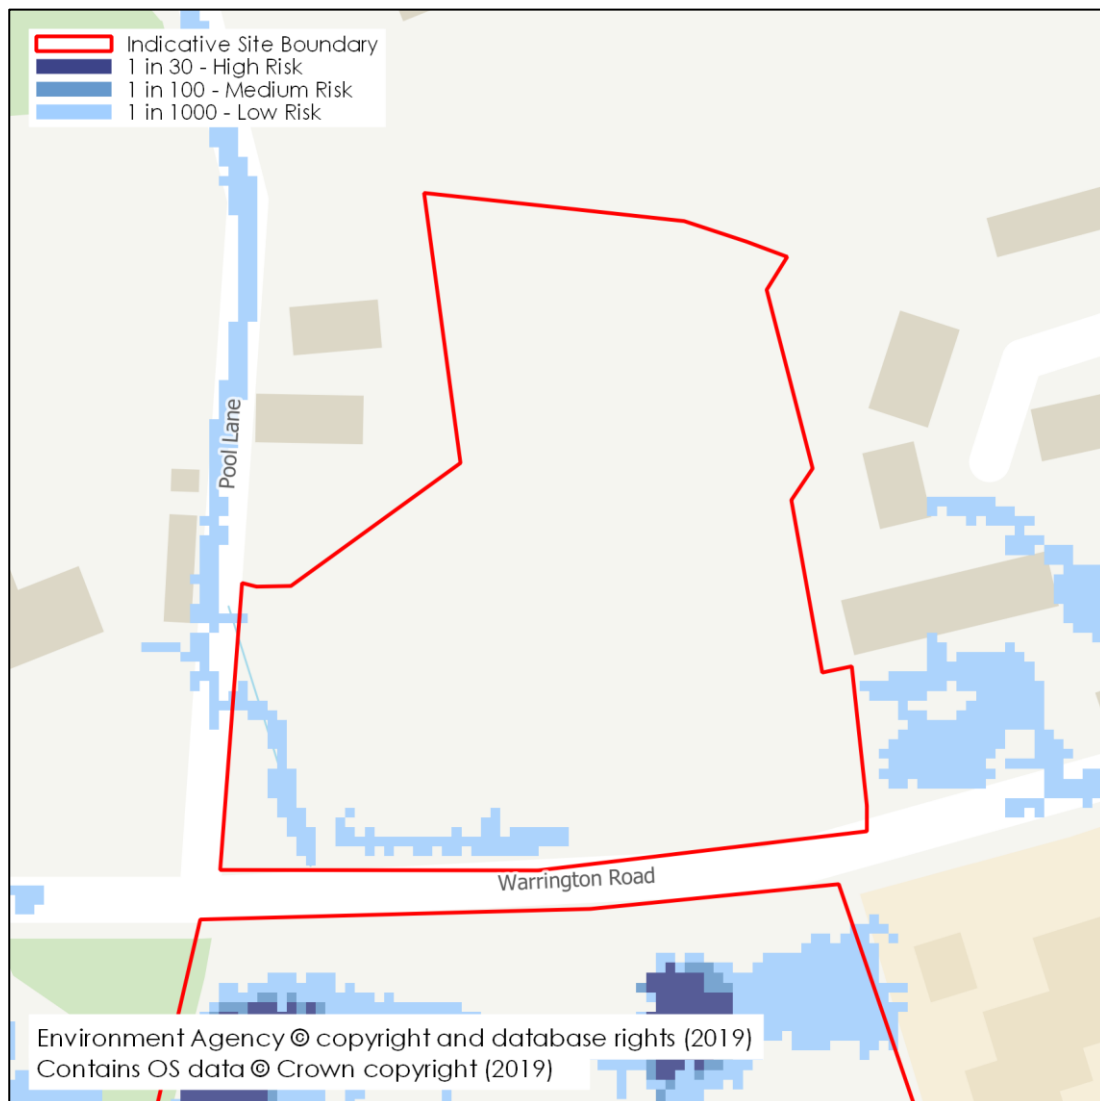 Indicative Site Boundary
1 in 30 - High Risk
1 in 100 - Medium Risk
1 in 1000 - Low Risk
Pool Lane
Warrington Road
Environment Agency © copyright and database rights (2019)
Contains OS data © Crown copyright (2019)